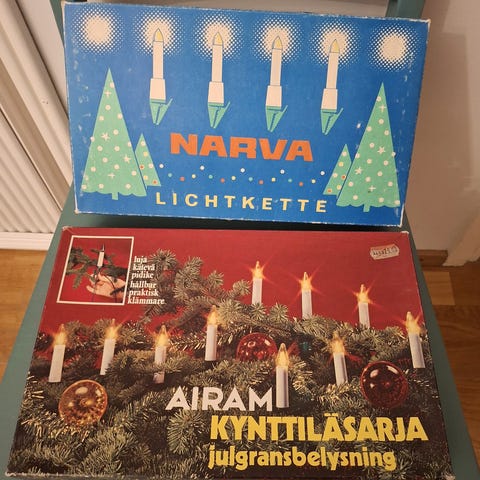 NARVA
LICHTKETTE
luja
kätevä
pidike
hållbar
praktisk
klämmare
AIRAM
KYNTTILÄSARJA
julgransbelysning